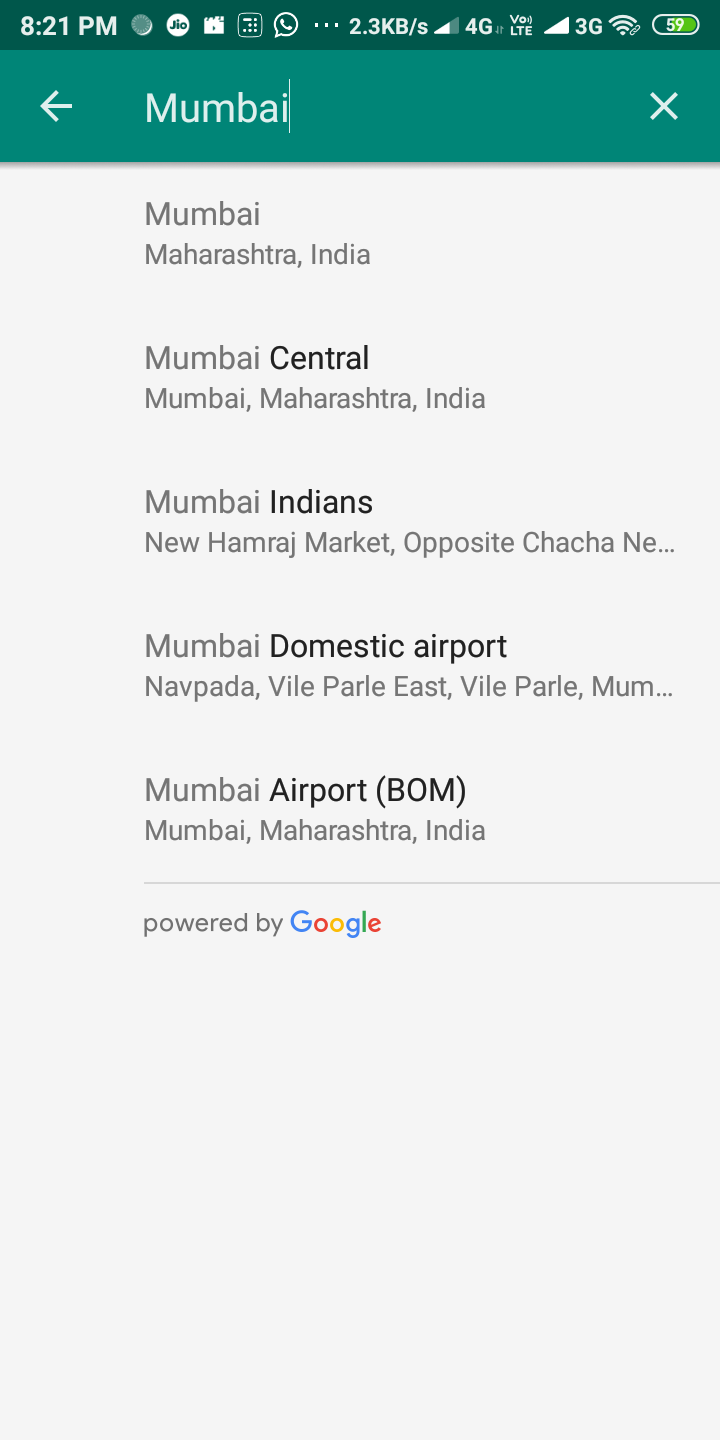 8:21 PM Jio ... 2.3KB/s 4G Vo) LTE 3G 59
Mumbai
Mumbai
Maharashtra, India
Mumbai Central
Mumbai, Maharashtra, India
Mumbai Indians
New Hamraj Market, Opposite Chacha Ne...
Mumbai Domestic airport
Navpada, Vile Parle East, Vile Parle, Mum...
Mumbai Airport (BOM)
Mumbai, Maharashtra, India
powered by Google